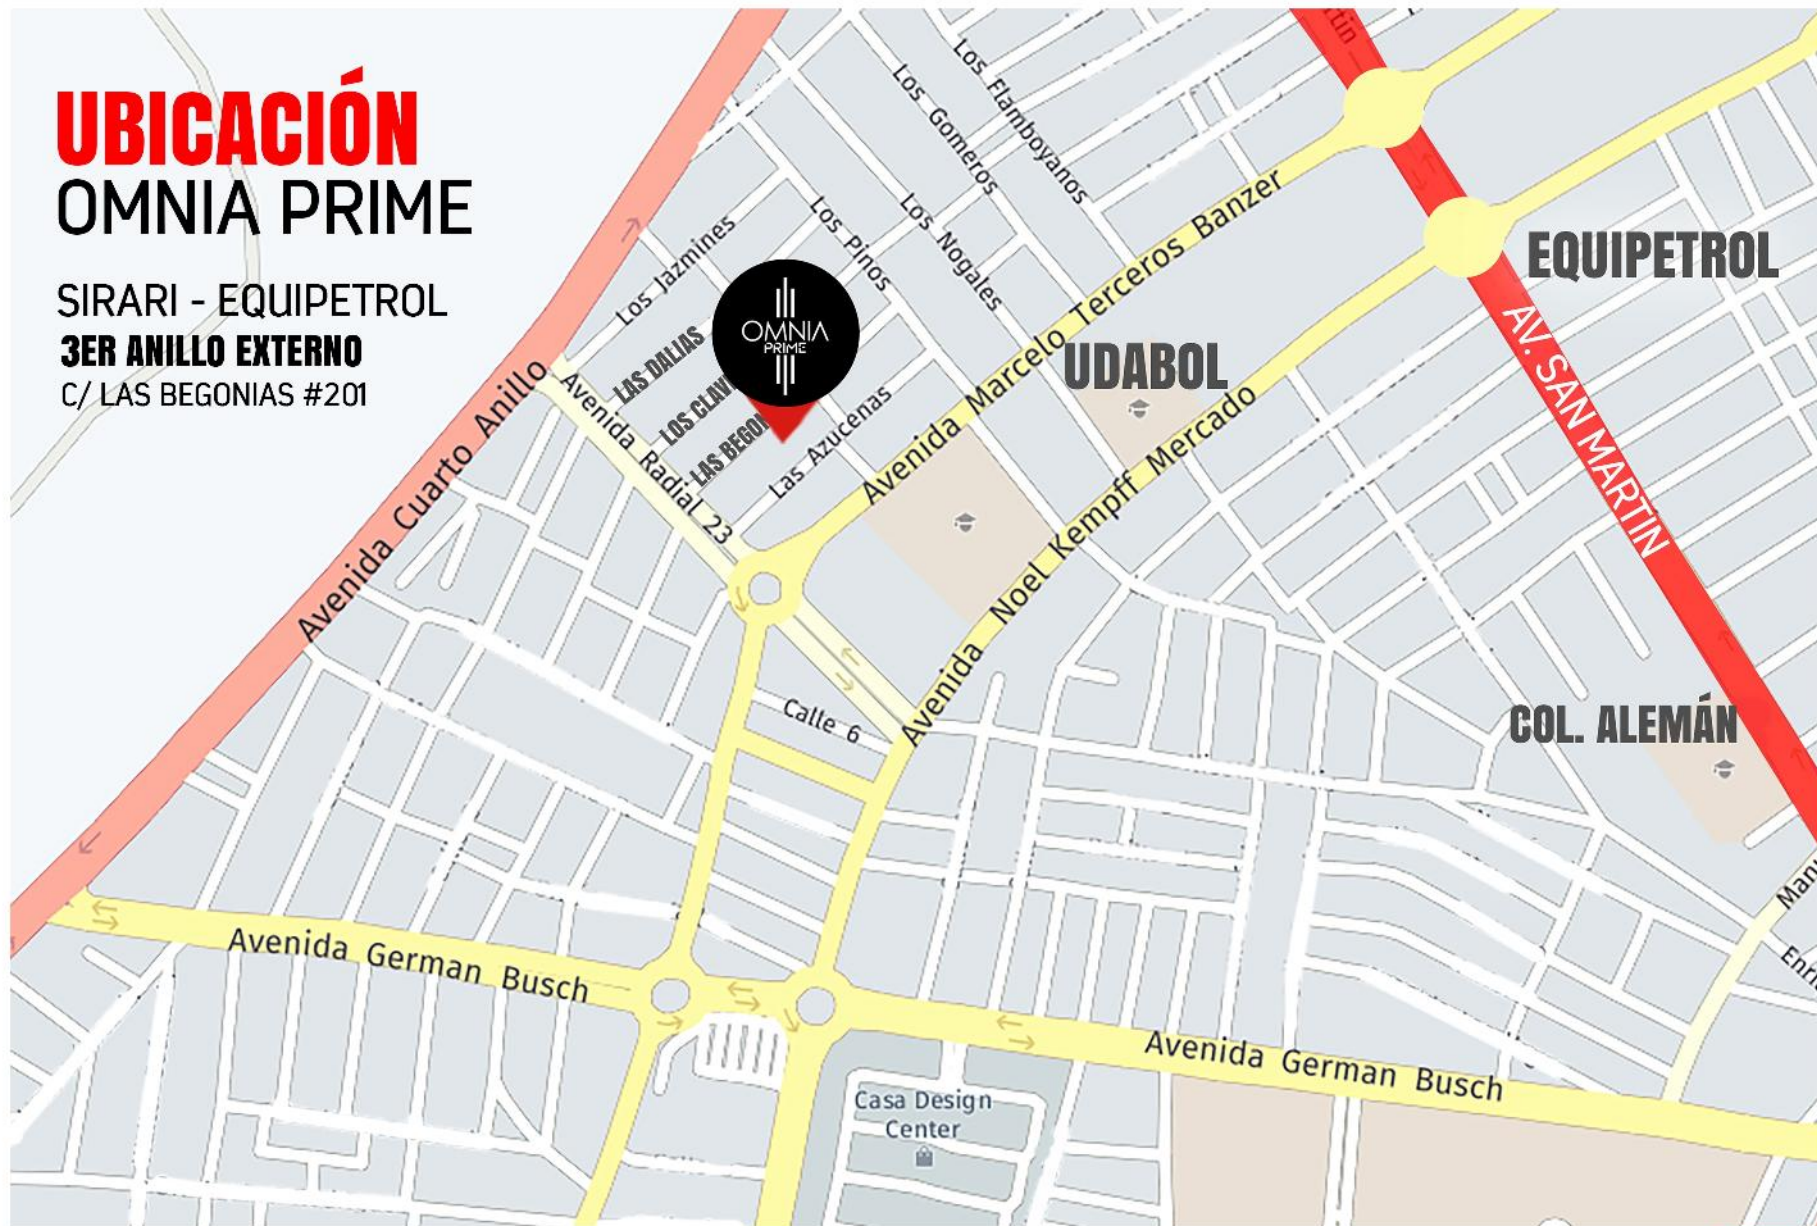 UBICACIÓN
OMNIA PRIME
SIRARI - EQUIPETROL
3ER ANILLO EXTERNO
C/ LAS BEGONIAS #201
Los Flamboyanos
Los Gomeros
Los Nogales
Los Pinos
Los Jazmines
LAS DALIAS
OMNIA
PRIME
Las Azucenas
Avenida Marcelo Terceros Banzer
UDABOL
EQUIPETROL
AV. SAN MARTIN
Avenida Cuarto Anillo
Avenida Radial 23
Avenida Noel Kempff Mercado
Calle 6
COL. ALEMÁN
Avenida German Busch
Avenida German Busch
Casa Design
Center